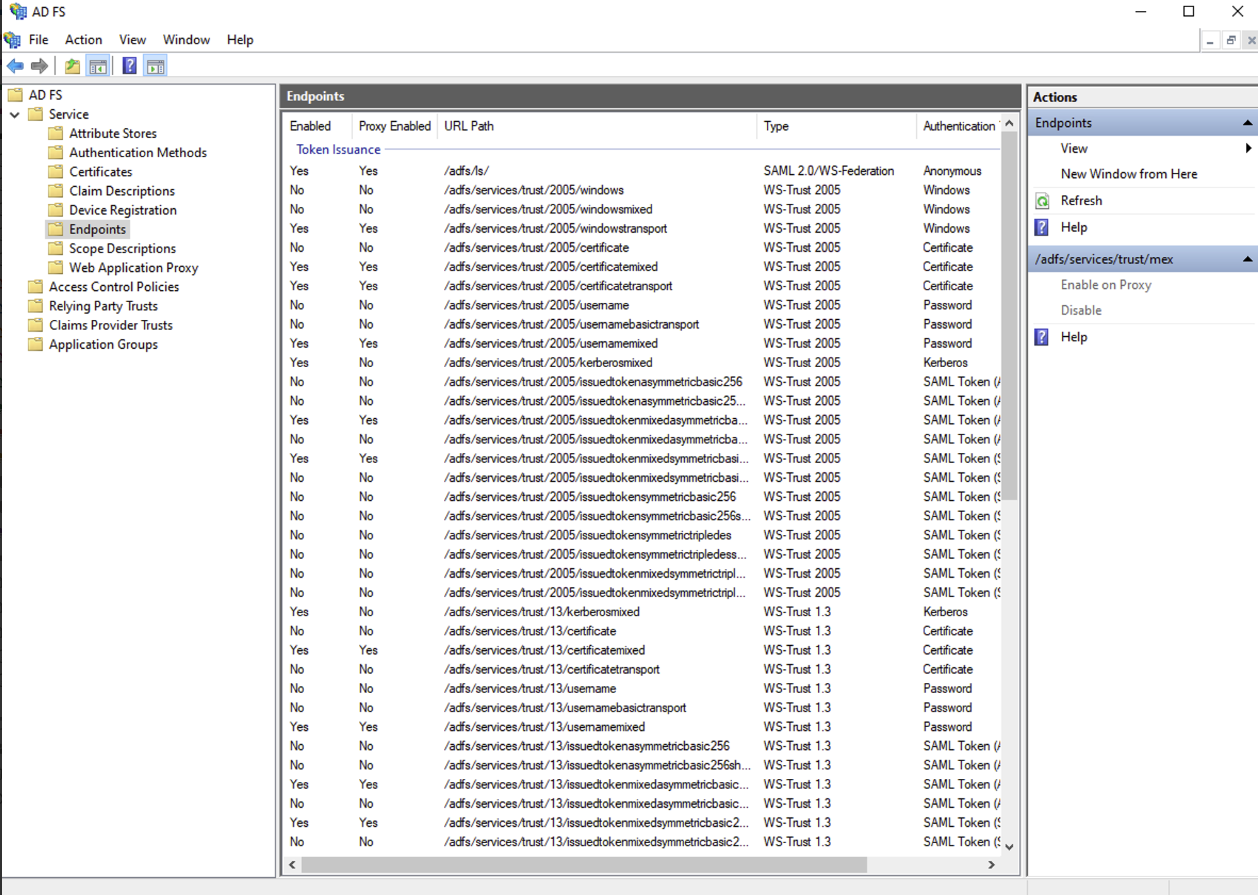 AD FS
File Action View Window Help
AD FS
Service
Attribute Stores
Authentication Methods
Certificates
Claim Descriptions
Device Registration
Endpoints
Scope Descriptions
Web Application Proxy
Access Control Policies
Relying Party Trusts
Claims Provider Trusts
Application Groups
Endpoints
Enabled Proxy Enabled URL Path Type Authentication
Token Issuance
Yes Yes /adfs/ls/ SAML 2.0/WS-Federation Anonymous
No No /adfs/services/trust/2005/windows WS-Trust 2005 Windows
No No /adfs/services/trust/2005/windowsmixed WS-Trust 2005 Windows
Yes Yes /adfs/services/trust/2005/windowstransport WS-Trust 2005 Windows
No No /adfs/services/trust/2005/certificate WS-Trust 2005 Certificate
Yes Yes /adfs/services/trust/2005/certificatemixed WS-Trust 2005 Certificate
Yes Yes /adfs/services/trust/2005/certificatetransport WS-Trust 2005 Certificate
No No /adfs/services/trust/2005/username WS-Trust 2005 Password
No No /adfs/services/trust/2005/usernamebasictransport WS-Trust 2005 Password
Yes Yes /adfs/services/trust/2005/usernamemixed WS-Trust 2005 Password
Yes No /adfs/services/trust/2005/kerberosmixed WS-Trust 2005 Kerberos
No No /adfs/services/trust/2005/issuedtokenasymmetricbasic256 WS-Trust 2005 SAML Token (A
No No /adfs/services/trust/2005/issuedtokenasymmetricbasic25... WS-Trust 2005 SAML Token (A
Yes Yes /adfs/services/trust/2005/issuedtokenmixedasymmetricba... WS-Trust 2005 SAML Token (A
No No /adfs/services/trust/2005/issuedtokenmixedasymmetricba... WS-Trust 2005 SAML Token (A
Yes Yes /adfs/services/trust/2005/issuedtokenmixedsymmetricbasi... WS-Trust 2005 SAML Token (S
No No /adfs/services/trust/2005/issuedtokenmixedsymmetricbasi... WS-Trust 2005 SAML Token (S
No No /adfs/services/trust/2005/issuedtokensymmetricbasic256 WS-Trust 2005 SAML Token (S
No No /adfs/services/trust/2005/issuedtokensymmetricbasic256s... WS-Trust 2005 SAML Token (S
No No /adfs/services/trust/2005/issuedtokensymmetrictripledes WS-Trust 2005 SAML Token (S
No No /adfs/services/trust/2005/issuedtokensymmetrictripledess... WS-Trust 2005 SAML Token (S
No No /adfs/services/trust/2005/issuedtokenmixedsymmetrictripl... WS-Trust 2005 SAML Token (S
No No /adfs/services/trust/2005/issuedtokenmixedsymmetrictripl... WS-Trust 2005 SAML Token (S
Yes No /adfs/services/trust/13/kerberosmixed WS-Trust 1.3 Kerberos
No No /adfs/services/trust/13/certificate WS-Trust 1.3 Certificate
Yes Yes /adfs/services/trust/13/certificatemixed WS-Trust 1.3 Certificate
No No /adfs/services/trust/13/certificatetransport WS-Trust 1.3 Certificate
No No /adfs/services/trust/13/username WS-Trust 1.3 Password
No No /adfs/services/trust/13/usernamebasictransport WS-Trust 1.3 Password
Yes Yes /adfs/services/trust/13/usernamemixed WS-Trust 1.3 Password
No No /adfs/services/trust/13/issuedtokenasymmetricbasic256 WS-Trust 1.3 SAML Token (A
No No /adfs/services/trust/13/issuedtokenasymmetricbasic256sh... WS-Trust 1.3 SAML Token (A
Yes Yes /adfs/services/trust/13/issuedtokenmixedasymmetricbasic... WS-Trust 1.3 SAML Token (A
No No /adfs/services/trust/13/issuedtokenmixedasymmetricbasic... WS-Trust 1.3 SAML Token (A
Yes Yes /adfs/services/trust/13/issuedtokenmixedsymmetricbasic2... WS-Trust 1.3 SAML Token (S
No No /adfs/services/trust/13/issuedtokenmixedsymmetricbasic2... WS-Trust 1.3 SAML Token (S
Actions
Endpoints
View
New Window from Here
Refresh
Help
/adfs/services/trust/mex
Enable on Proxy
Disable
Help